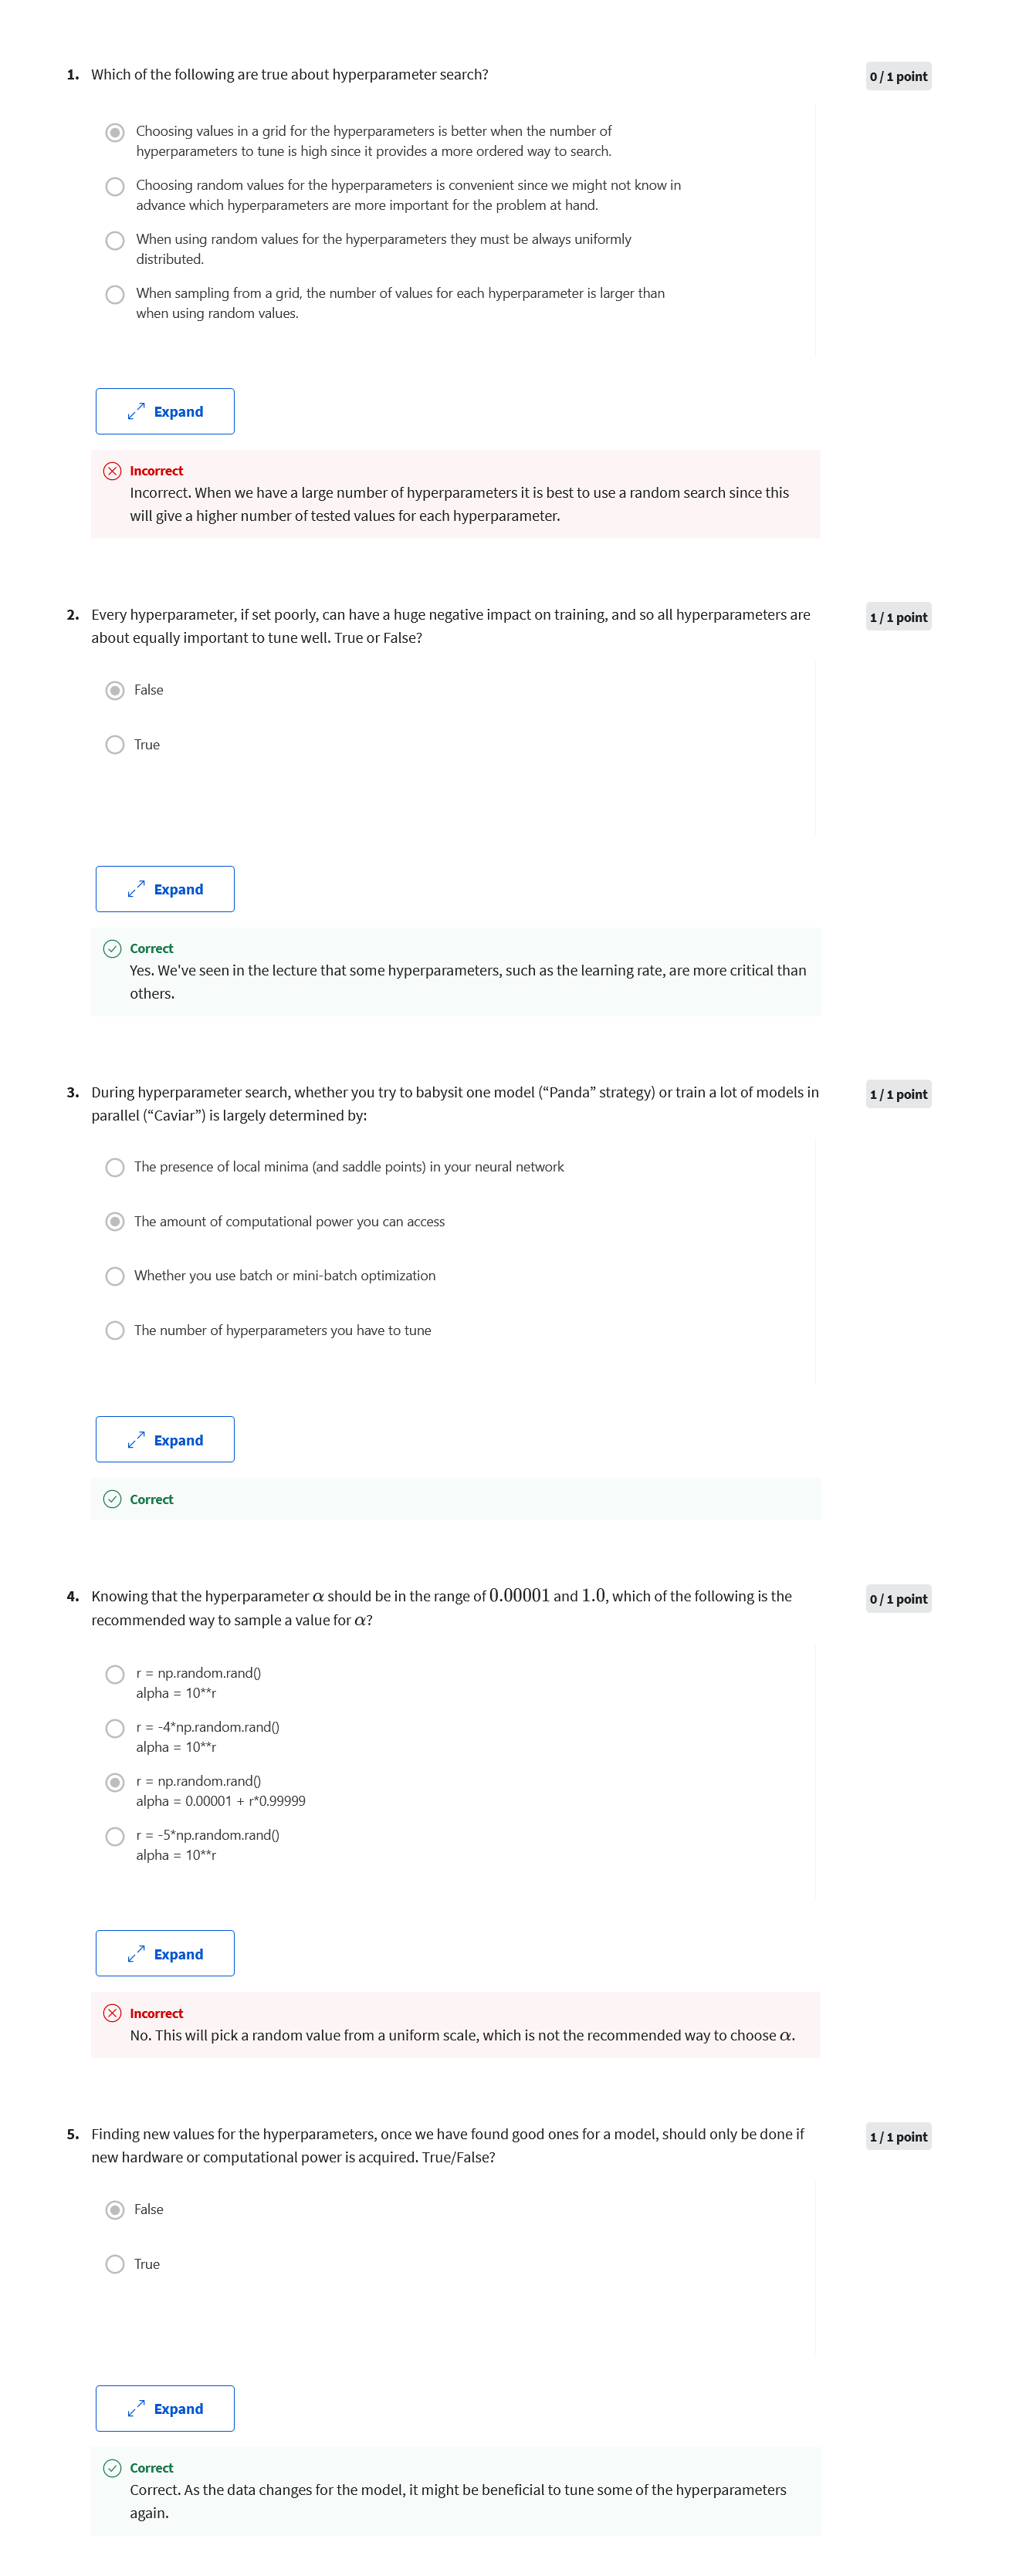 1. Which of the following are true about hyperparameter search?
0 / 1 point
Choosing values in a grid for the hyperparameters is better when the number of
hyperparameters to tune is high since it provides a more ordered way to search.
Choosing random values for the hyperparameters is convenient since we might not know in
advance which hyperparameters are more important for the problem at hand.
When using random values for the hyperparameters they must be always uniformly
distributed.
When sampling from a grid, the number of values for each hyperparameter is larger than
when using random values.
Expand
Incorrect
Incorrect. When we have a large number of hyperparameters it is best to use a random search since this
will give a higher number of tested values for each hyperparameter.
2. Every hyperparameter, if set poorly, can have a huge negative impact on training, and so all hyperparameters are
about equally important to tune well. True or False?
1 / 1 point
False
True
Expand
Correct
Yes. We've seen in the lecture that some hyperparameters, such as the learning rate, are more critical than
others.
3. During hyperparameter search, whether you try to babysit one model (“Panda” strategy) or train a lot of models in
parallel (“Caviar”) is largely determined by:
1 / 1 point
The presence of local minima (and saddle points) in your neural network
The amount of computational power you can access
Whether you use batch or mini-batch optimization
The number of hyperparameters you have to tune
Expand
Correct
4. Knowing that the hyperparameter α should be in the range of 0.00001 and 1.0, which of the following is the
recommended way to sample a value for α?
0 / 1 point
r = np.random.rand()
alpha = 10**r
r = -4*np.random.rand()
alpha = 10**r
r = np.random.rand()
alpha = 0.00001 + r*0.99999
r = -5*np.random.rand()
alpha = 10**r
Expand
Incorrect
No. This will pick a random value from a uniform scale, which is not the recommended way to choose α.
5. Finding new values for the hyperparameters, once we have found good ones for a model, should only be done if
new hardware or computational power is acquired. True/False?
1 / 1 point
False
True
Expand
Correct
Correct. As the data changes for the model, it might be beneficial to tune some of the hyperparameters
again.